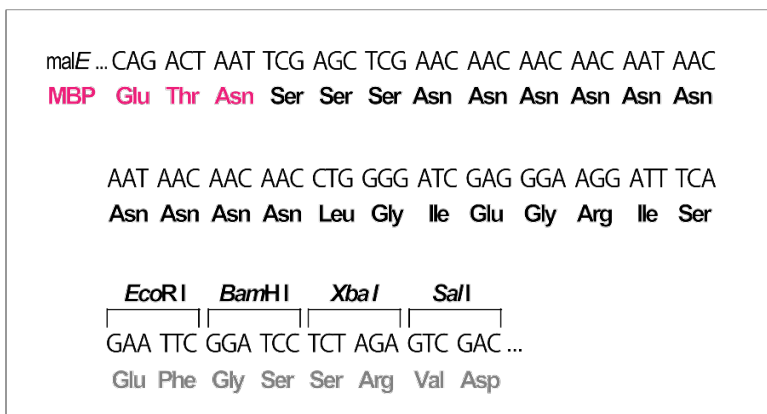 malE ... CAG ACT AAT TCG AGC TCG AAC AAC AAC AAC AAT AAC
MBP Glu Thr Asn Ser Ser Ser Asn Asn Asn Asn Asn Asn
AAT AAC AAC AAC CTG GGG ATC GAG GGA AGG ATT TCA
Asn Asn Asn Asn Leu Gly Ile Glu Gly Arg Ile Ser
EcoR I BamH I Xba I Sal I
GAA TTC GGA TCC TCT AGA GTC GAC ...
Glu Phe Gly Ser Ser Arg Val Asp